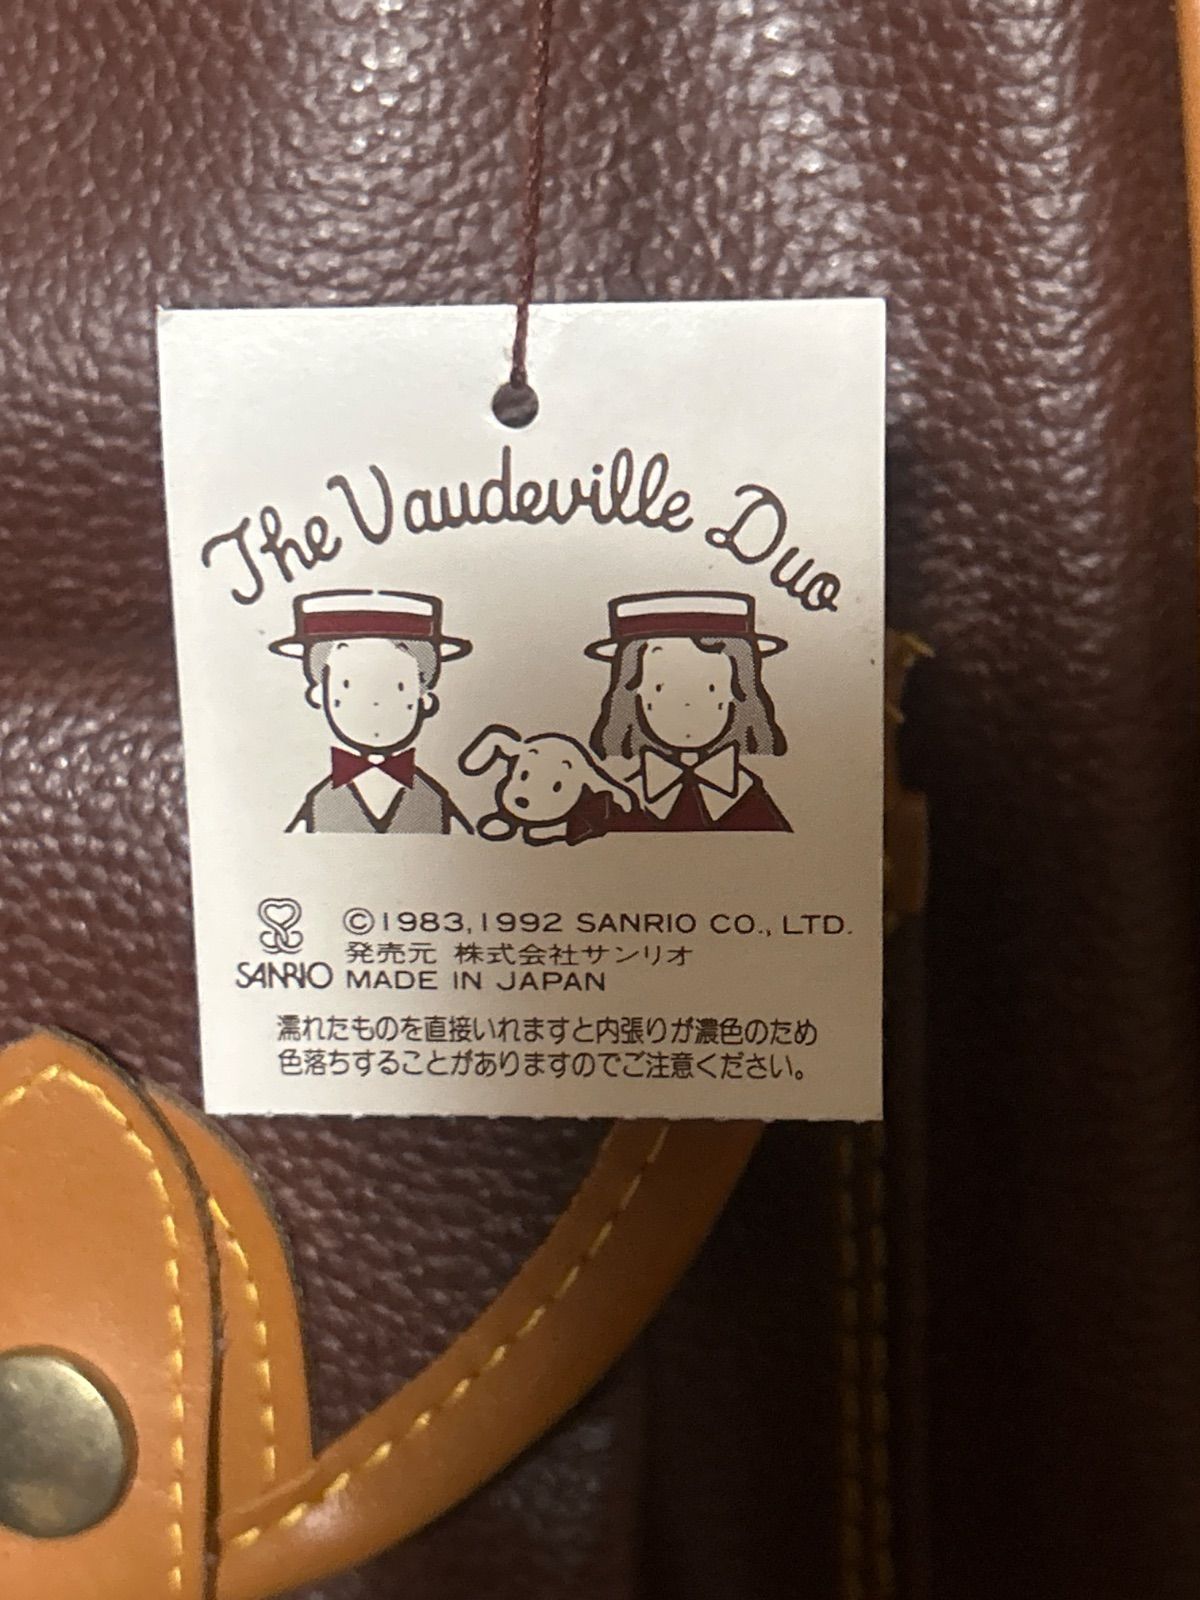 The Vaudeville Duo
©1983,1992 SANRIO CO., LTD.
発売元 株式会社サンリオ
SANRIO MADE IN JAPAN
濡れたものを直接いれますと内張りが濃色のため
色落ちすることがありますのでご注意ください。